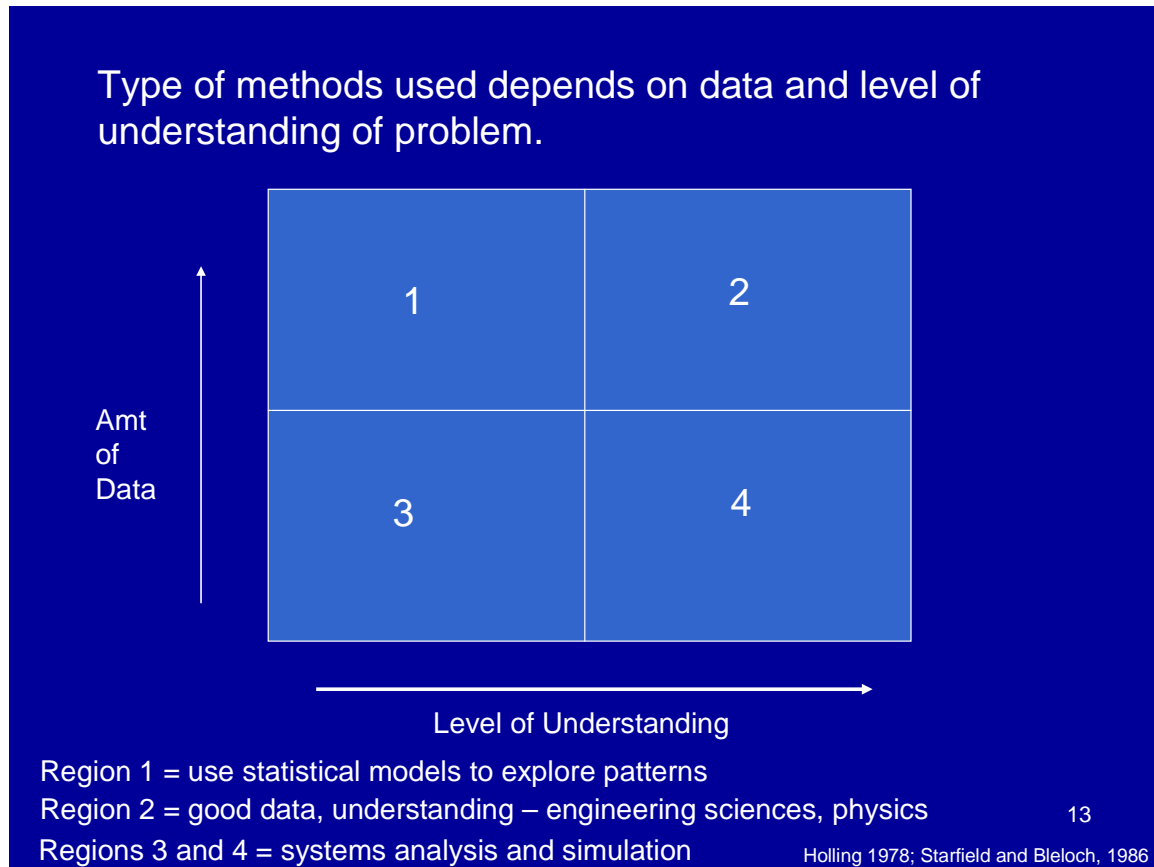 Type of methods used depends on data and level of
understanding of problem.
1
2
Amt
of
Data
3
4
Level of Understanding
Region 1 = use statistical models to explore patterns
Region 2 = good data, understanding – engineering sciences, physics
13
Regions 3 and 4 = systems analysis and simulation
Holling 1978; Starfield and Bleloch, 1986